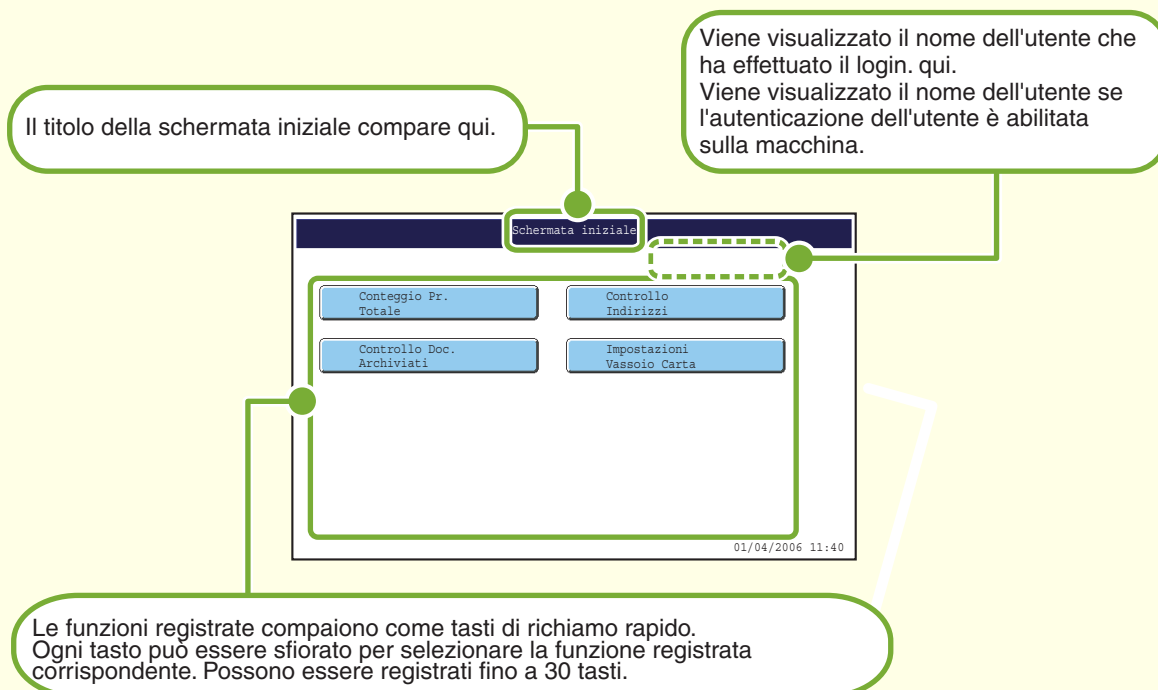 Viene visualizzato il nome dell'utente che
ha effettuato il login. qui.
Viene visualizzato il nome dell'utente se
l'autenticazione dell'utente è abilitata
sulla macchina.
Il titolo della schermata iniziale compare qui.
Schermata iniziale
Conteggio Pr.
Totale
Controllo
Indirizzi
Controllo Doc.
Archiviati
Impostazioni
Vassoio Carta
01/04/2006 11:40
Le funzioni registrate compaiono come tasti di richiamo rapido.
Ogni tasto può essere sfiorato per selezionare la funzione registrata
corrispondente. Possono essere registrati fino a 30 tasti.